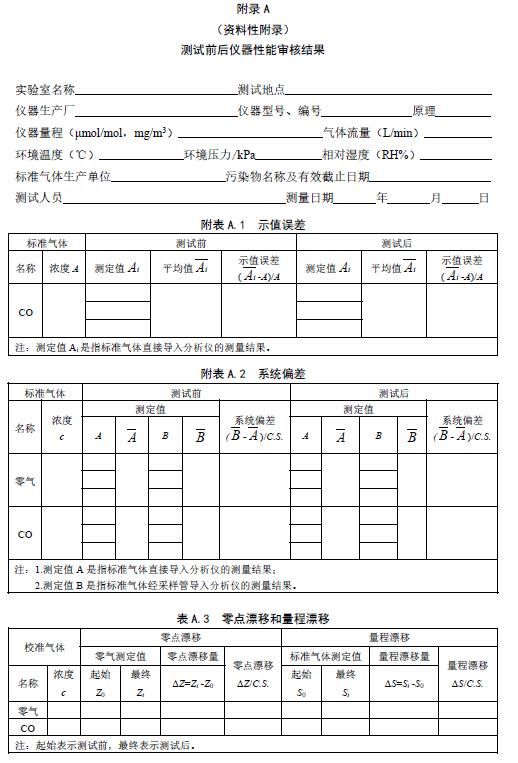 附录 A
（资料性附录）
测试前后仪器性能审核结果
实验室名称 测试地点
仪器生产厂 仪器型号、编号 原理
仪器量程（μmol/mol，mg/m³） 气体流量（L/min）
环境温度（℃） 环境压力/kPa 相对湿度（RH%）
标准气体生产单位 污染物名称及有效截止日期
测试人员 测量日期 年 月 日
附表 A.1 示值误差
标准气体 测试前 测试后
名称 浓度 A 测定值 Ai 平均值 A̅i 示值误差 (A̅i-A)/A 测定值 Ai 平均值 A̅i 示值误差 (A̅i-A)/A
CO
注：测定值 Ai 是指标准气体直接导入分析仪的测量结果。
附表 A.2 系统偏差
标准气体 测试前 测试后
名称 浓度 c 测定值 系统偏差 (B̅-A̅)/C.S. 测定值 系统偏差 (B̅-A̅)/C.S.
A A̅ B B̅ A A̅ B B̅
零气
CO
注：1.测定值 A 是指标准气体直接导入分析仪的测量结果；
2.测定值 B 是指标准气体经采样管导入分析仪的测量结果。
表 A.3 零点漂移和量程漂移
校准气体 零点漂移 量程漂移
零气测定值 零点漂移量 零点漂移 ΔZ/C.S. 标准气体测定值 量程漂移量 量程漂移 ΔS/C.S.
名称 浓度 c 起始 Z0 最终 Zi ΔZ=Zi-Z0 起始 S0 最终 Si ΔS=Si-S0
零气
CO
注：起始表示测试前，最终表示测试后。